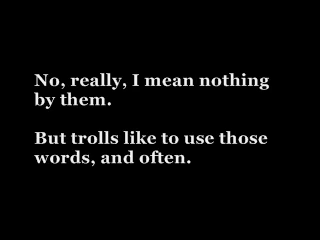 No, really, I mean nothing
by them.
But trolls like to use those
words, and often.